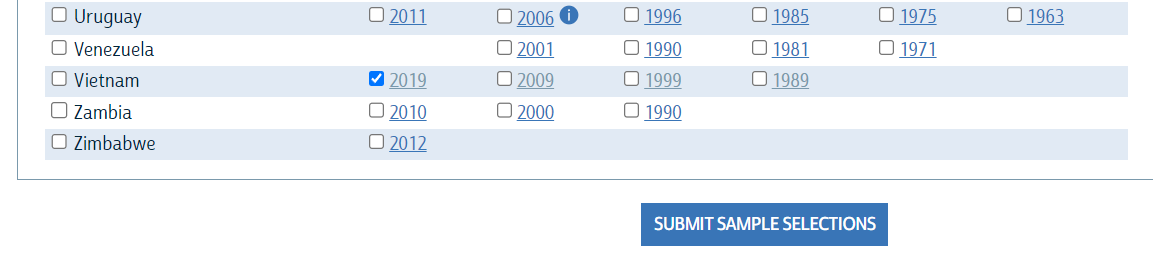 Uruguay 2011 2006 i 1996 1985 1975 1963
Venezuela 2001 1990 1981 1971
Vietnam 2019 2009 1999 1989
Zambia 2010 2000 1990
Zimbabwe 2012
SUBMIT SAMPLE SELECTIONS